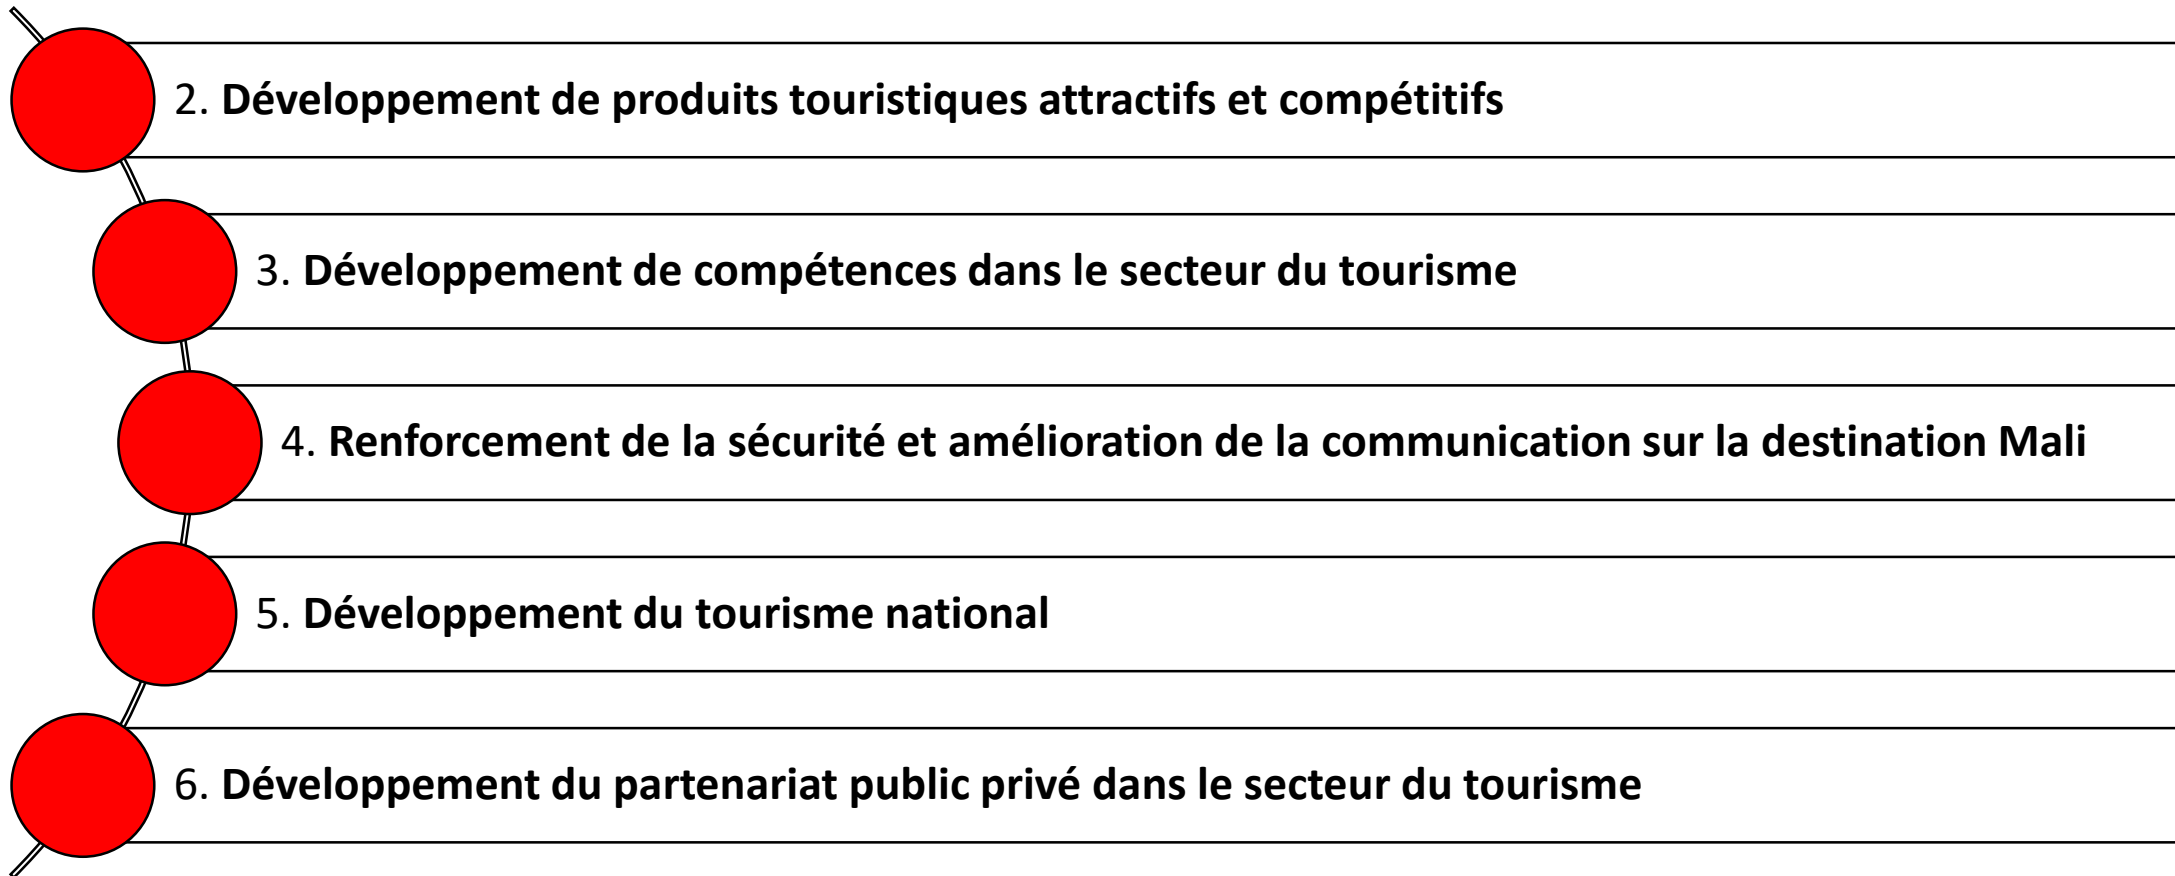 2. Développement de produits touristiques attractifs et compétitifs
3. Développement de compétences dans le secteur du tourisme
4. Renforcement de la sécurité et amélioration de la communication sur la destination Mali
5. Développement du tourisme national
6. Développement du partenariat public privé dans le secteur du tourisme